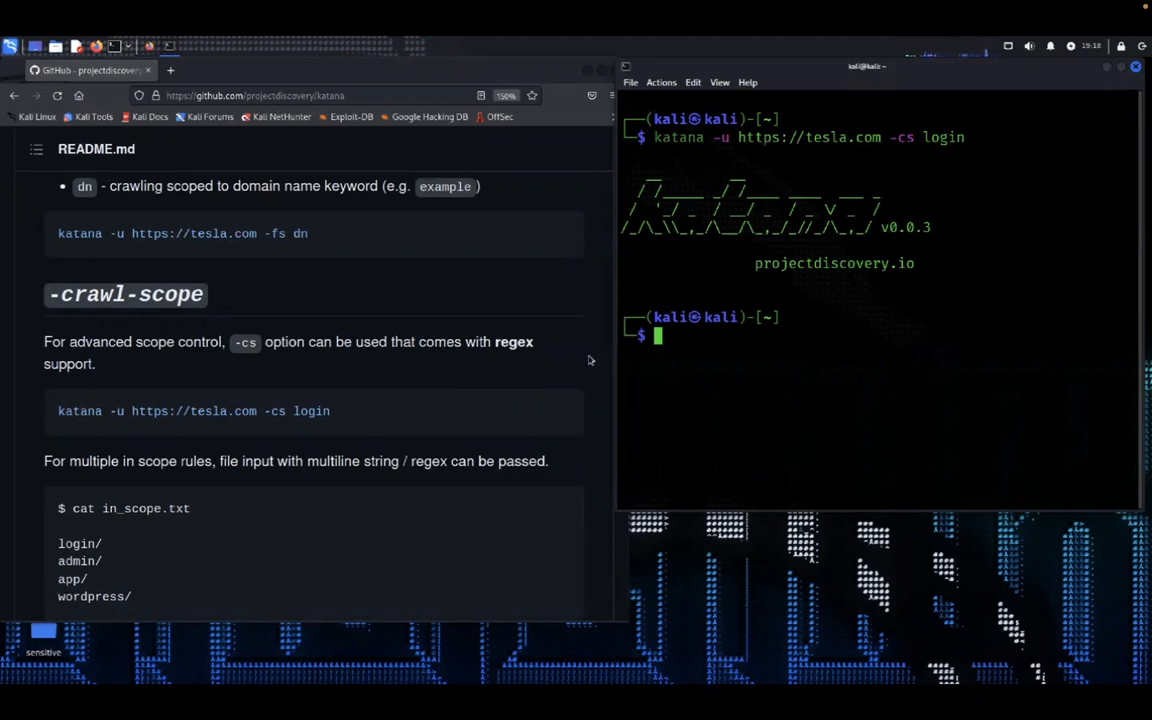 19:18
GitHub - projectdiscovery
https://github.com/projectdiscovery/katana
150%
Kali Linux
Kali Tools
Kali Docs
Kali Forums
Kali NetHunter
Exploit-DB
Google Hacking DB
OffSec
README.md
dn - crawling scoped to domain name keyword (e.g. example)
katana -u https://tesla.com -fs dn
-crawl-scope
For advanced scope control, -cs option can be used that comes with regex
support.
katana -u https://tesla.com -cs login
For multiple in scope rules, file input with multiline string / regex can be passed.
$ cat in_scope.txt
login/
admin/
app/
wordpress/
sensitive
kali@kali: ~
File Actions Edit View Help
(kali㉿kali)-[~]
$ katana -u https://tesla.com -cs login
katana v0.0.3
projectdiscovery.io
(kali㉿kali)-[~]
$